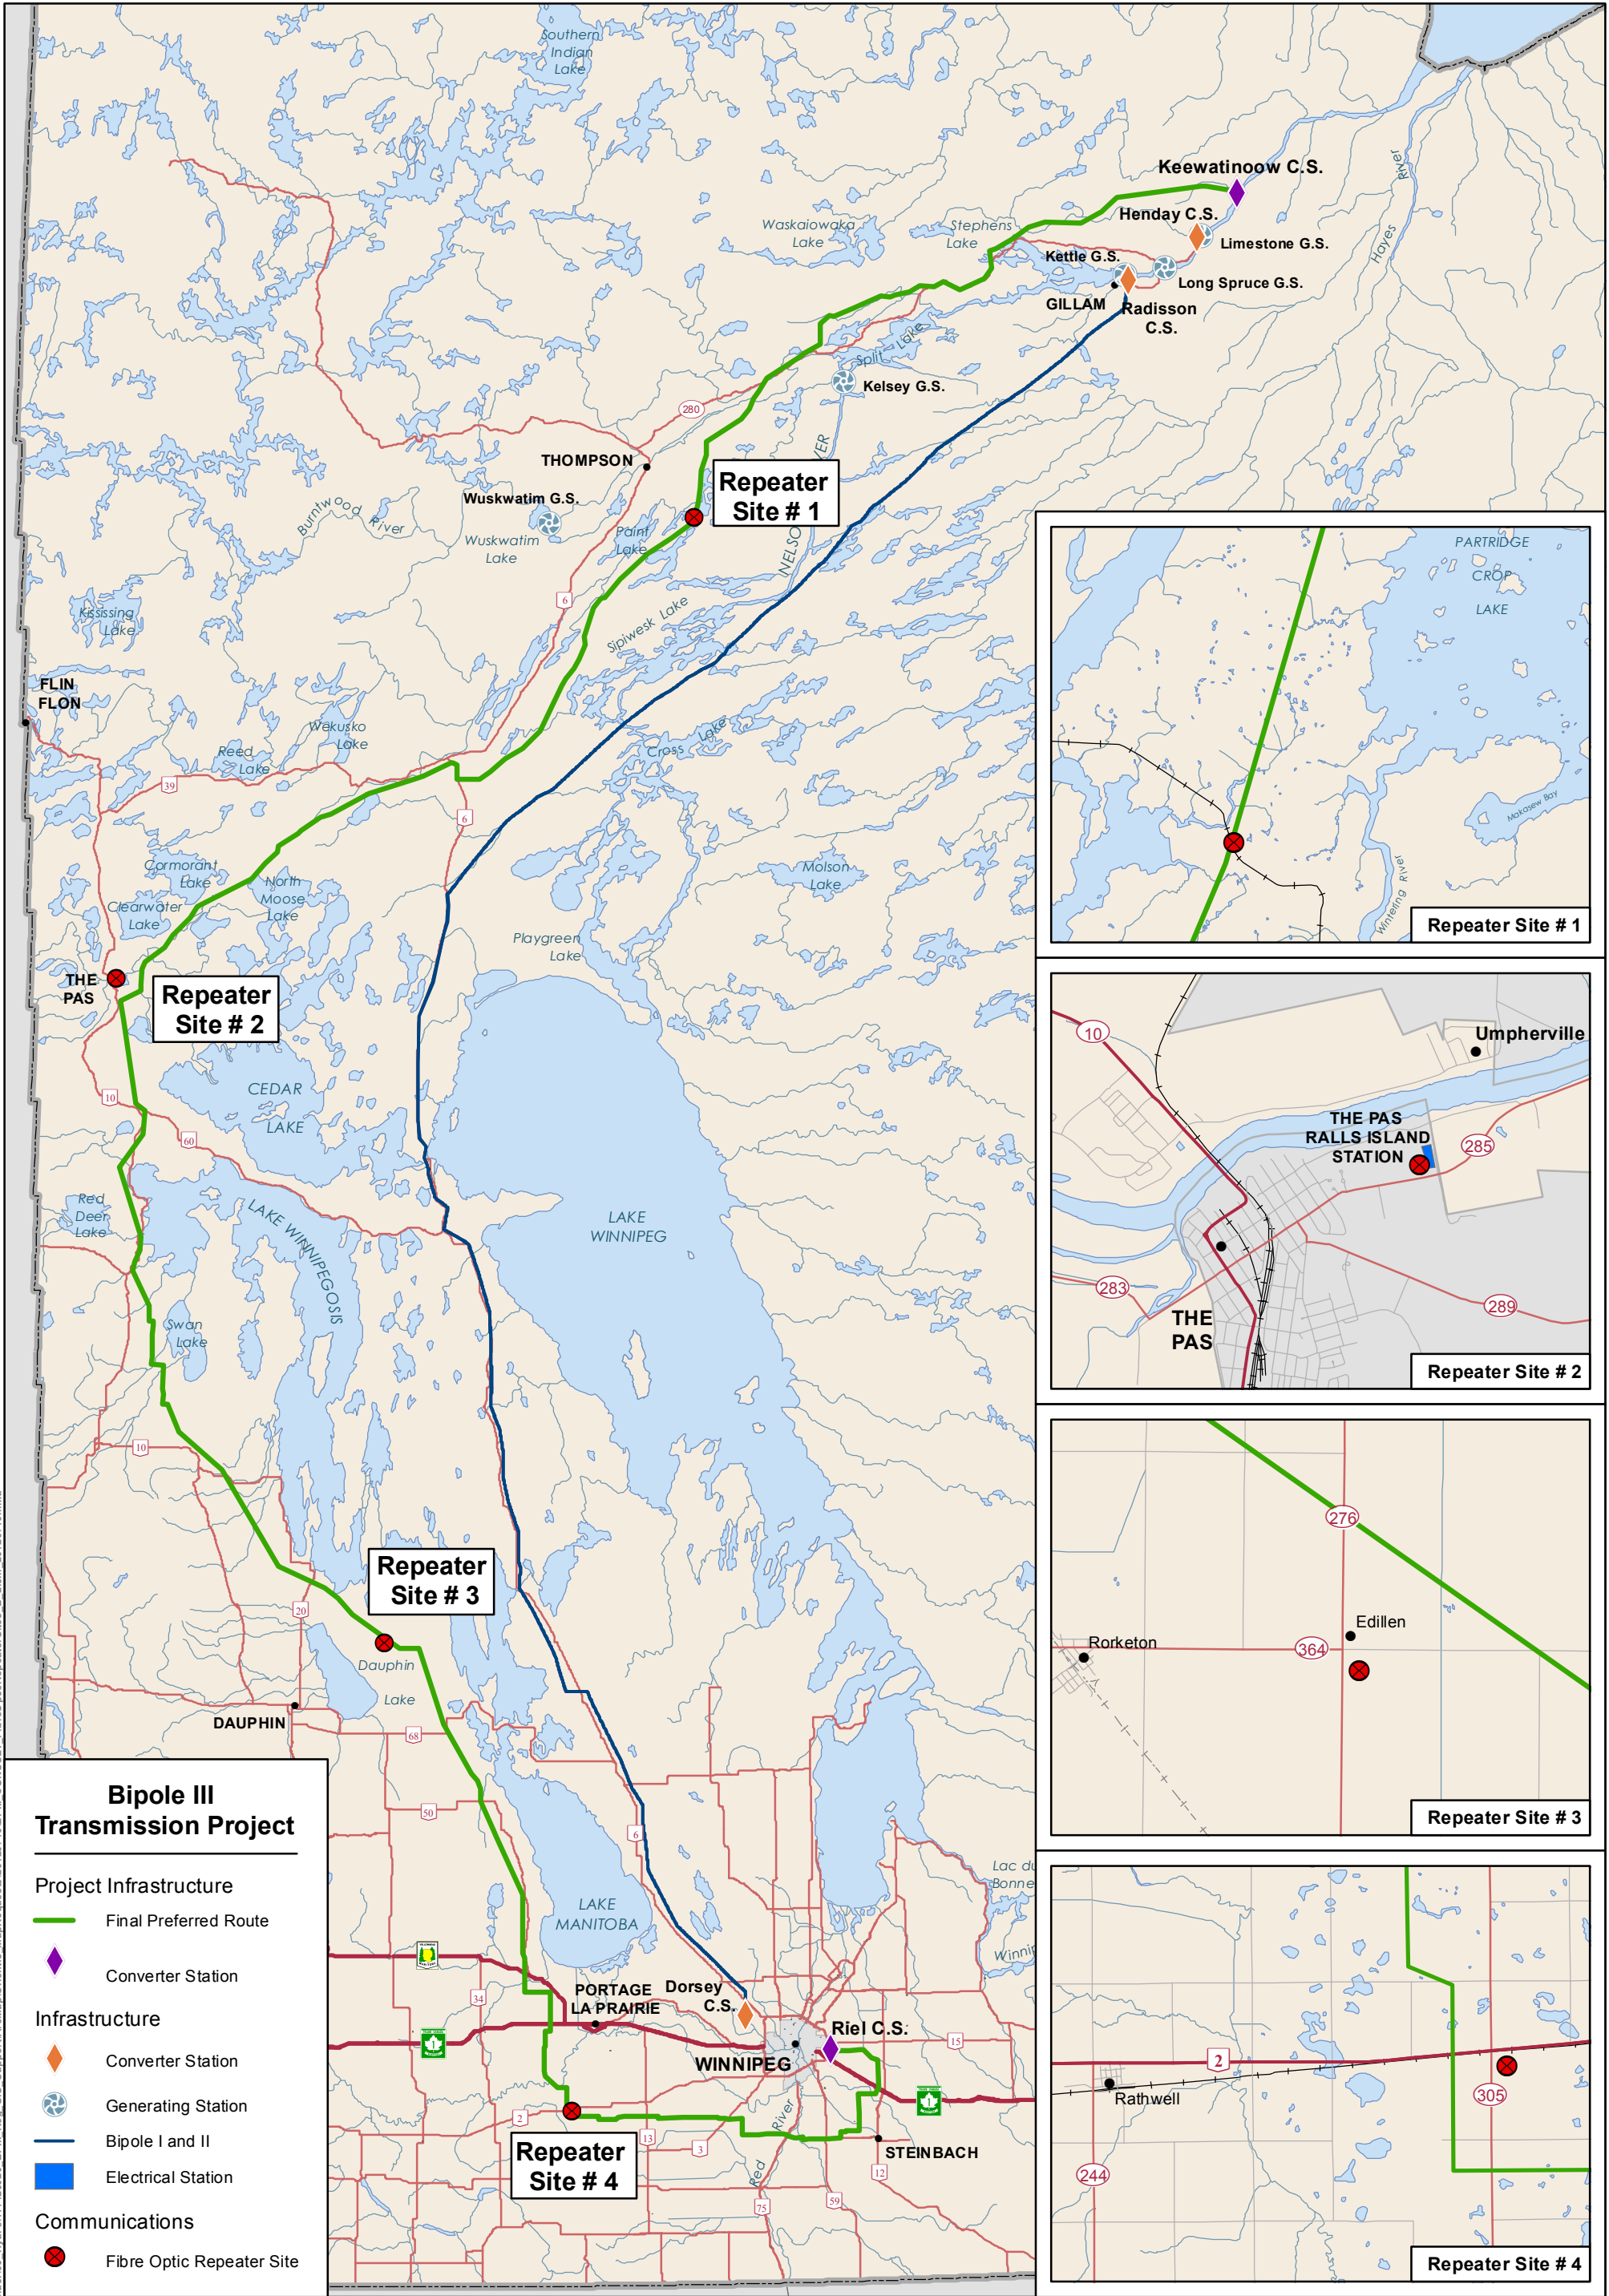 Southern
Indian
Lake
Keewatinoow C.S.
Hayes
River
Henday C.S.
Waskaiowaka
Lake
Stephens
Lake
Limestone G.S.
Kettle G.S.
Long Spruce G.S.
GILLAM
Radisson
C.S.
Split Lake
Kelsey G.S.
280
THOMPSON
Repeater
Site # 1
Wuskwatim G.S.
Burntwood River
Wuskwatim
Lake
Paint
Lake
6
Sipiwesk Lake
Kississing
Lake
FLIN
FLON
Wekusko
Lake
Reed
Lake
Cross Lake
39
6
Cormorant
Lake
North
Moose
Lake
Molson
Lake
Clearwater
Lake
Playgreen
Lake
THE
PAS
Repeater
Site # 2
CEDAR
LAKE
10
60
Red
Deer
Lake
LAKE WINNIPEGOSIS
LAKE
WINNIPEG
Swan
Lake
10
Repeater
Site # 3
20
Dauphin
Lake
DAUPHIN
68
50
6
Lac du
Bonne
LAKE
MANITOBA
Winnip
PORTAGE
LA PRAIRIE
Dorsey
C.S.
34
1
Riel C.S.
15
WINNIPEG
1
2
13
3
River
Red
STEINBACH
Repeater
Site # 4
12
75
59
Bipole III
Transmission Project
Project Infrastructure
Final Preferred Route
Converter Station
Infrastructure
Converter Station
Generating Station
Bipole I and II
Electrical Station
Communications
Fibre Optic Repeater Site
PARTRIDGE
CROP
LAKE
Makasew Bay
Wintering River
Repeater Site # 1
10
Umpherville
THE PAS
RALLS ISLAND
STATION
285
283
289
THE
PAS
Repeater Site # 2
276
Edillen
Rorketon
364
Repeater Site # 3
2
Rathwell
305
244
Repeater Site # 4